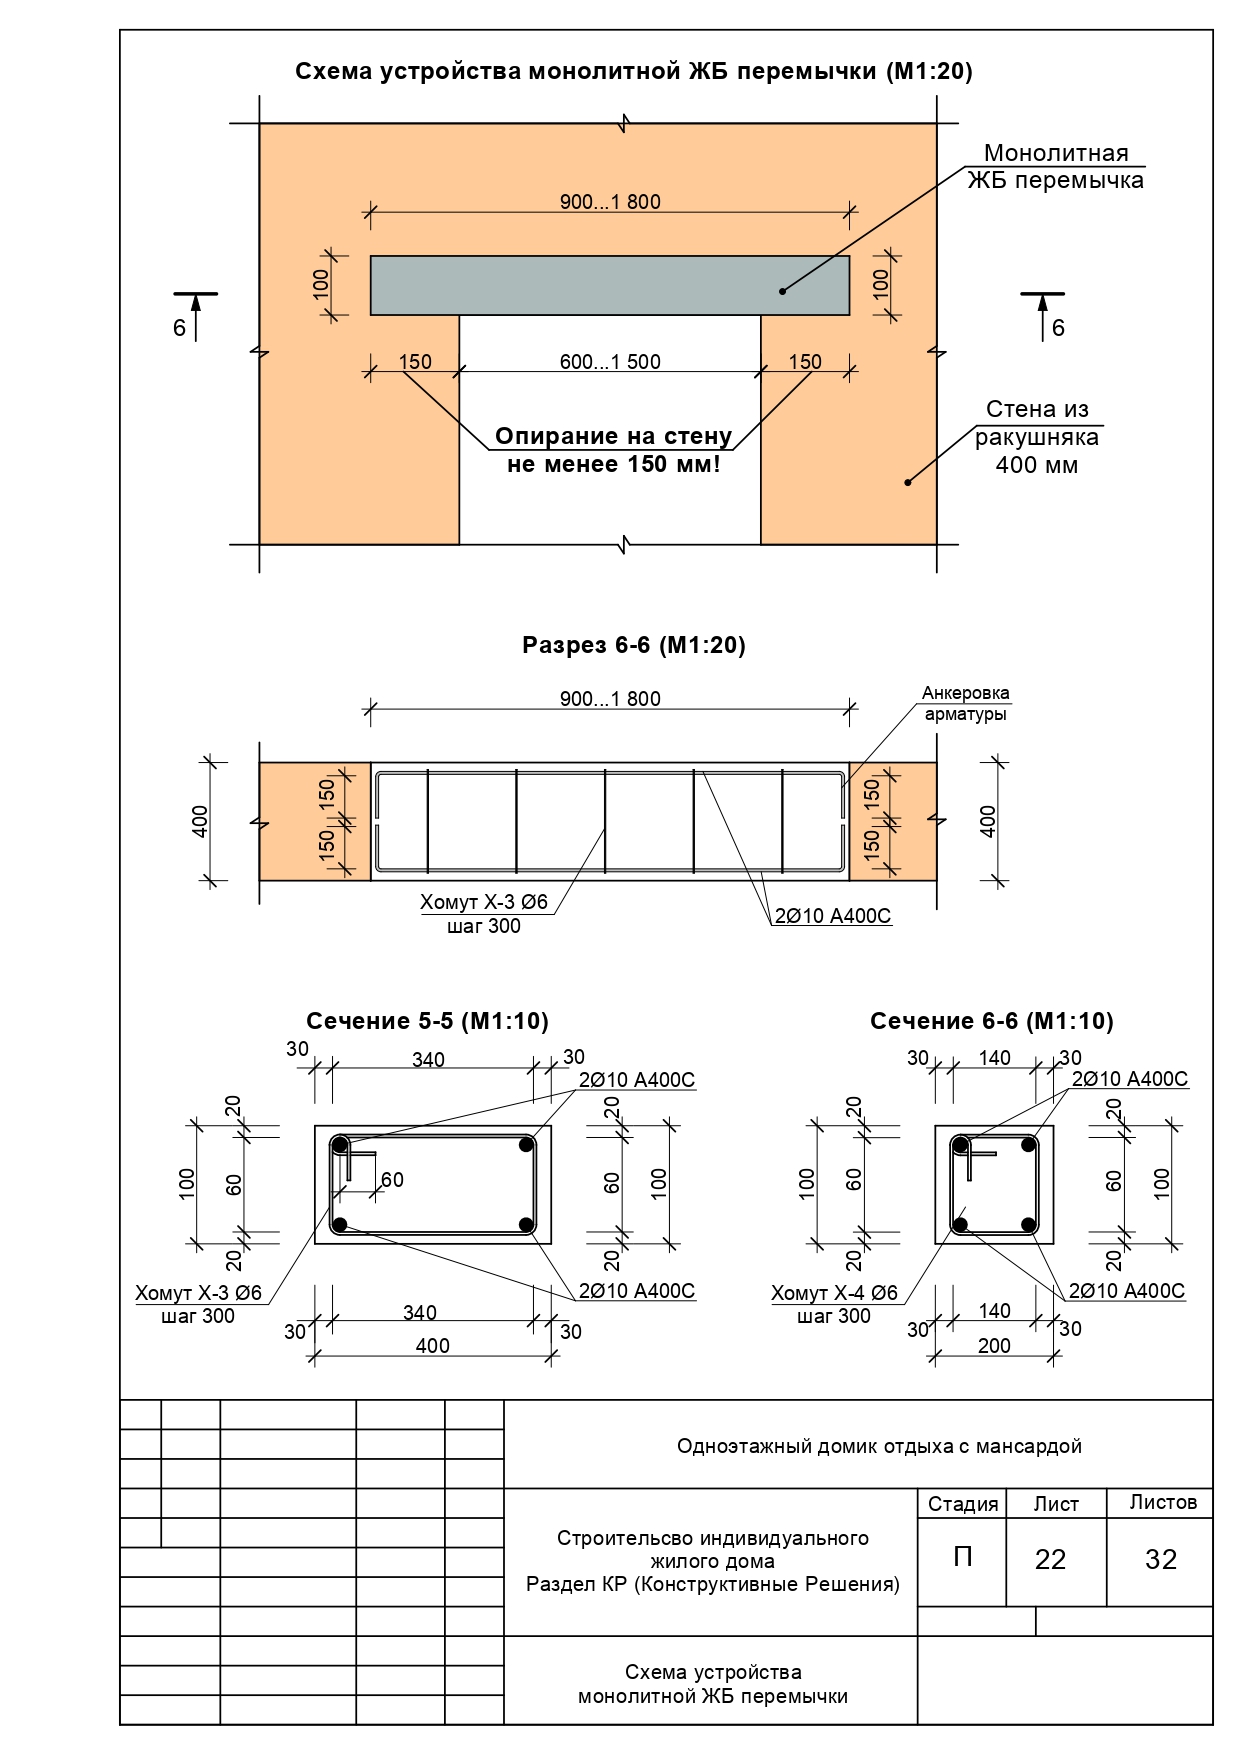 Схема устройства монолитной ЖБ перемычки (М1:20)
Монолитная
ЖБ перемычка
900...1 800
100
100
6
6
150
600...1 500
150
Опирание на стену
не менее 150 мм!
Стена из
ракушняка
400 мм
Разрез 6-6 (М1:20)
900...1 800
Анкеровка
арматуры
400
150
150
150
150
400
Хомут Х-3 Ø6
шаг 300
2Ø10 А400С
Сечение 5-5 (М1:10)
30
340
30
2Ø10 А400С
20
60
20
100
60
20
60
20
100
Хомут Х-3 Ø6
шаг 300
2Ø10 А400С
30
340
30
400
Сечение 6-6 (М1:10)
30
140
30
2Ø10 А400С
20
60
20
100
20
60
20
100
Хомут Х-4 Ø6
шаг 300
2Ø10 А400С
30
140
30
200
Одноэтажный домик отдыха с мансардой
Строительсво индивидуального
жилого дома
Раздел КР (Конструктивные Решения)
Стадия
Лист
Листов
П
22
32
Схема устройства
монолитной ЖБ перемычки